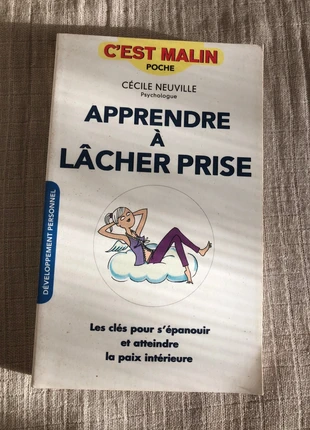 C'EST MALIN
POCHE
CÉCILE NEUVILLE
Psychologue
APPRENDRE
À
LÂCHER PRISE
DÉVELOPPEMENT PERSONNEL
Les clés pour s'épanouir
et atteindre
la paix intérieure